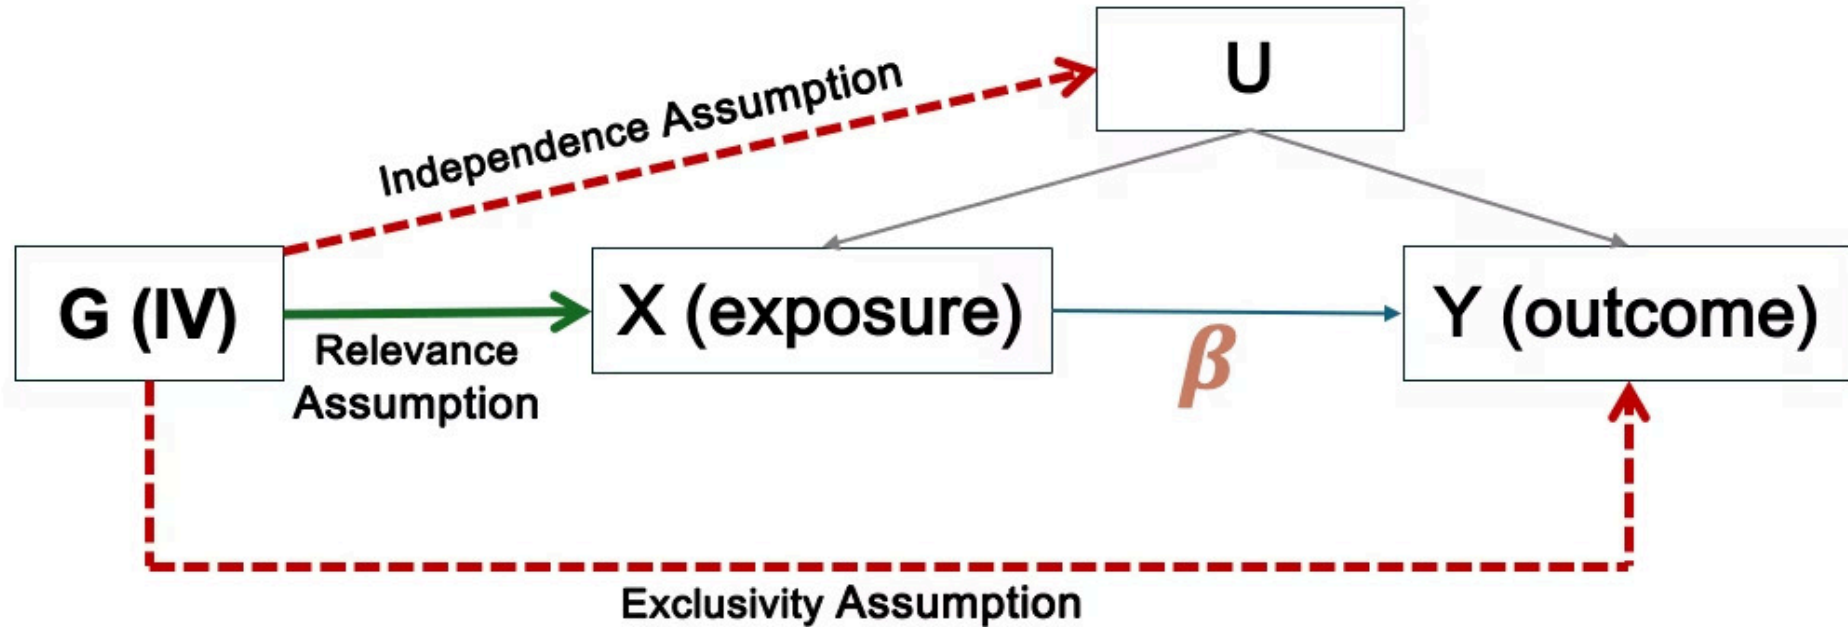 U
Independence Assumption
G (IV)
X (exposure)
Y (outcome)
Relevance
Assumption
β
Exclusivity Assumption